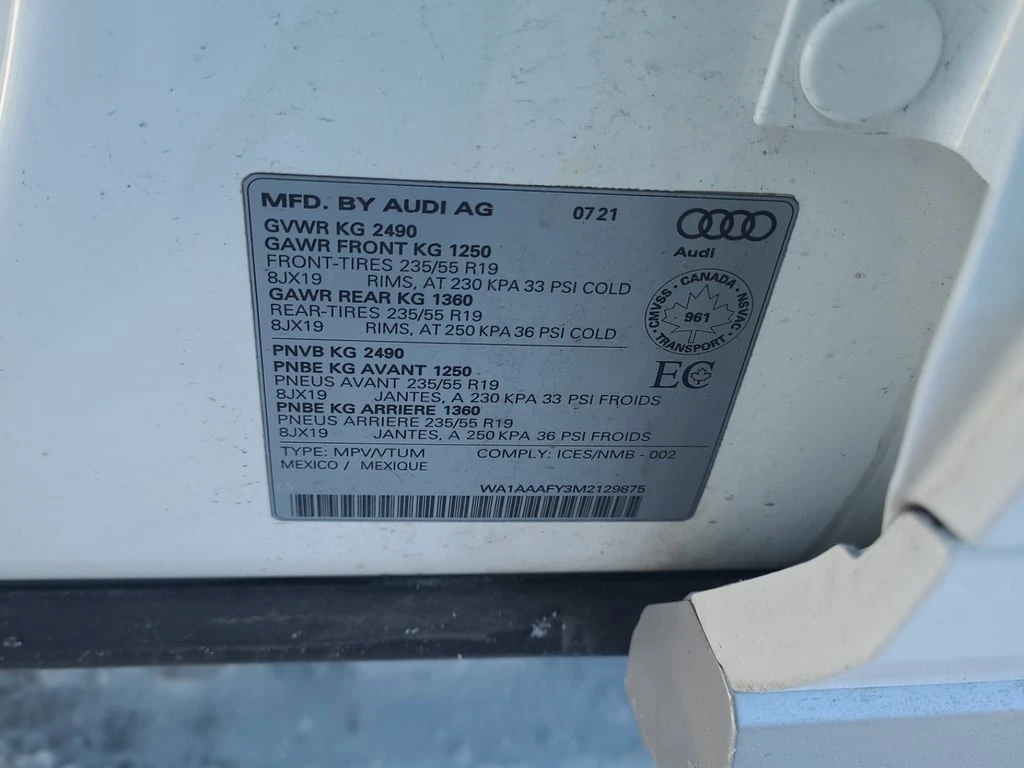 MFD. BY AUDI AG 0721
Audi
GVWR KG 2490
GAWR FRONT KG 1250
FRONT-TIRES 235/55 R19
8JX19 RIMS, AT 230 KPA 33 PSI COLD
GAWR REAR KG 1360
REAR-TIRES 235/55 R19
8JX19 RIMS, AT 250 KPA 36 PSI COLD
CMVSS · CANADA · NSVAC · TRANSPORT ·
961
EC
PNVB KG 2490
PNBE KG AVANT 1250
PNEUS AVANT 235/55 R19
8JX19 JANTES, A 230 KPA 33 PSI FROIDS
PNBE KG ARRIERE 1360
PNEUS ARRIERE 235/55 R19
8JX19 JANTES, A 250 KPA 36 PSI FROIDS
TYPE: MPV/VTUM COMPLY: ICES/NMB - 002
MEXICO / MEXIQUE
WA1AAAFY3M2129875